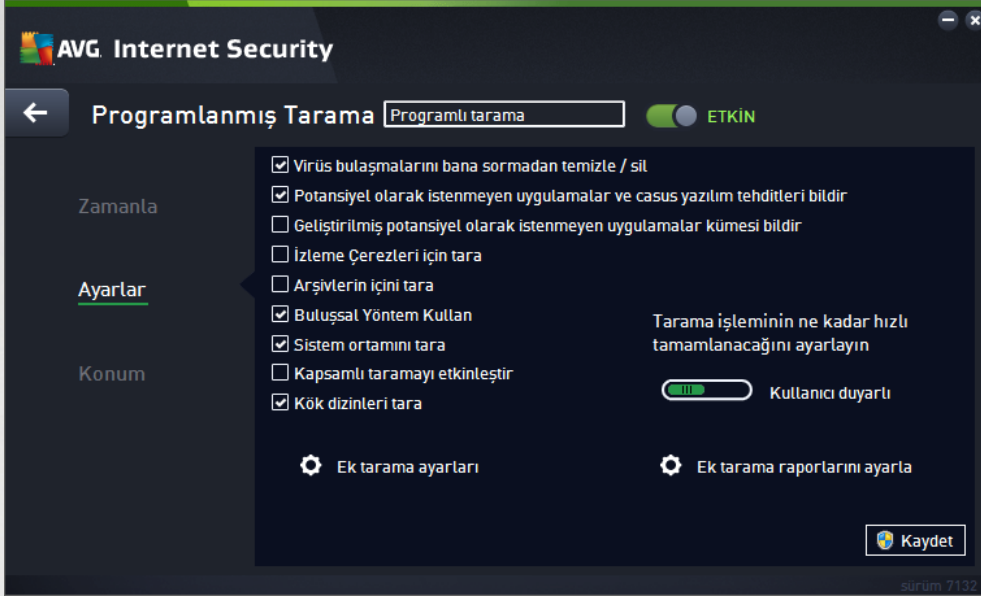 AVG. Internet Security
Programlanmış Tarama Programlı tarama ETKİN
Virüs bulaşmalarını bana sormadan temizle / sil
Potansiyel olarak istenmeyen uygulamalar ve casus yazılım tehditleri bildir
Zamanla
Geliştirilmiş potansiyel olarak istenmeyen uygulamalar kümesi bildir
İzleme Çerezleri için tara
Ayarlar
Arşivlerin içini tara
Buluşsal Yöntem Kullan
Sistem ortamını tara
Konum
Kapsamlı taramayı etkinleştir
Kök dizinleri tara
Tarama işleminin ne kadar hızlı
tamamlanacağını ayarlayın
Kullanıcı duyarlı
Ek tarama ayarları
Ek tarama raporlarını ayarla
Kaydet
sürüm 7132